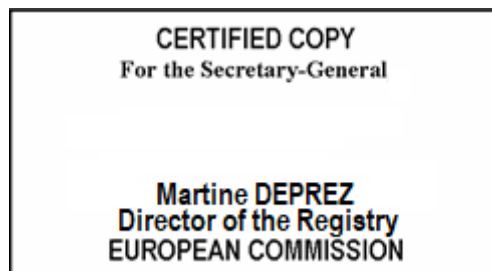 CERTIFIED COPY
For the Secretary-General
Martine DEPREZ
Director of the Registry
EUROPEAN COMMISSION